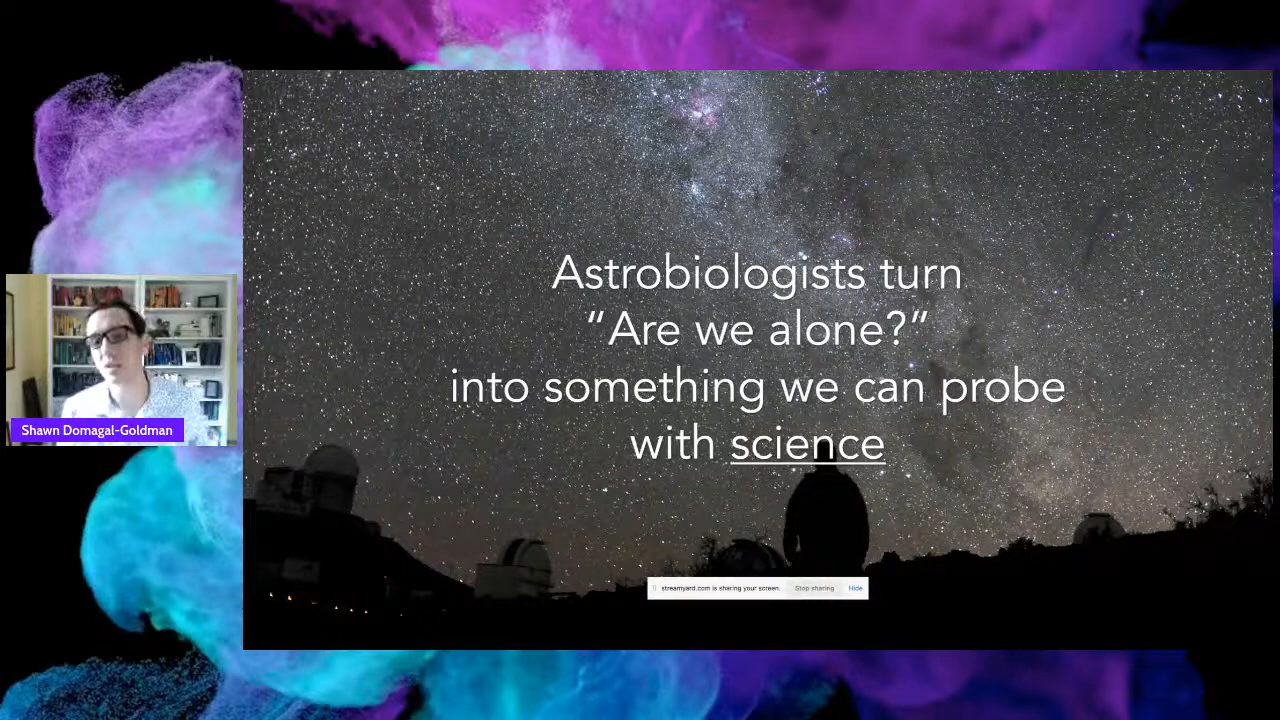 Astrobiologists turn
“Are we alone?”
into something we can probe
with science
Shawn Domagal-Goldman
streamyard.com is sharing your screen.
Stop sharing
Hide